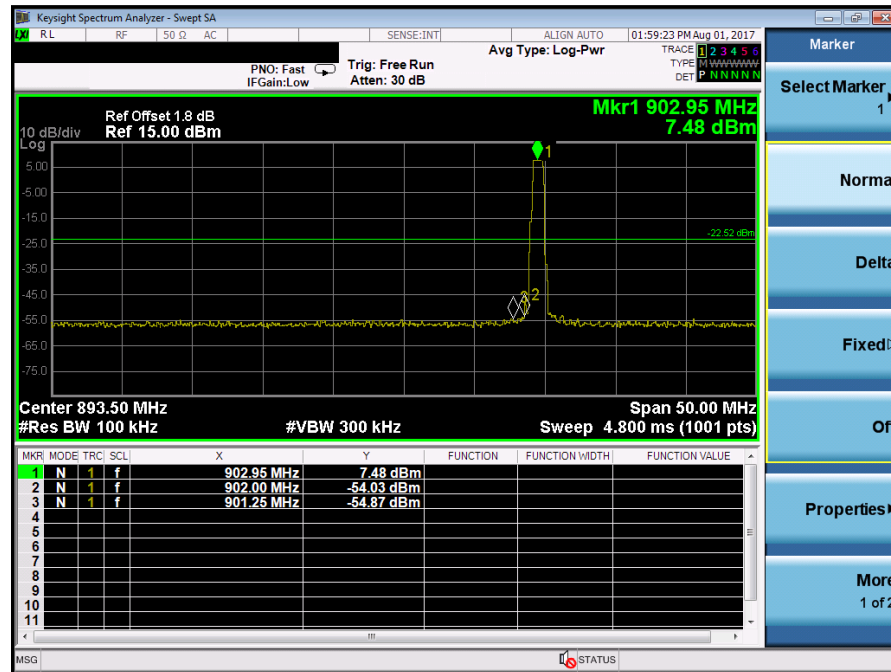 Keysight Spectrum Analyzer - Swept SA
LXI RL RF 50 Ω AC SENSE:INT ALIGN AUTO 01:59:23 PM Aug 01, 2017
Avg Type: Log-Pwr TRACE 1 2 3 4 5 6
PNO: Fast Trig: Free Run TYPE M WWWWW
IFGain:Low Atten: 30 dB DET P N N N N N
Mkr1 902.95 MHz
7.48 dBm
Ref Offset 1.8 dB
10 dB/div Ref 15.00 dBm
Log
1
5.00
-5.00
-15.0
-22.52 dBm
-25.0
-35.0
-45.0
3 2
-55.0
-65.0
-75.0
Center 893.50 MHz Span 50.00 MHz
#Res BW 100 kHz #VBW 300 kHz Sweep 4.800 ms (1001 pts)
MKR MODE TRC SCL X Y FUNCTION FUNCTION WIDTH FUNCTION VALUE
1 N 1 f 902.95 MHz 7.48 dBm
2 N 1 f 902.00 MHz -54.03 dBm
3 N 1 f 901.25 MHz -54.87 dBm
4
5
6
7
8
9
10
11
MSG STATUS
Marker
Select Marker
1
Norma
Delta
Fixed
Of
Properties
More
1 of 2